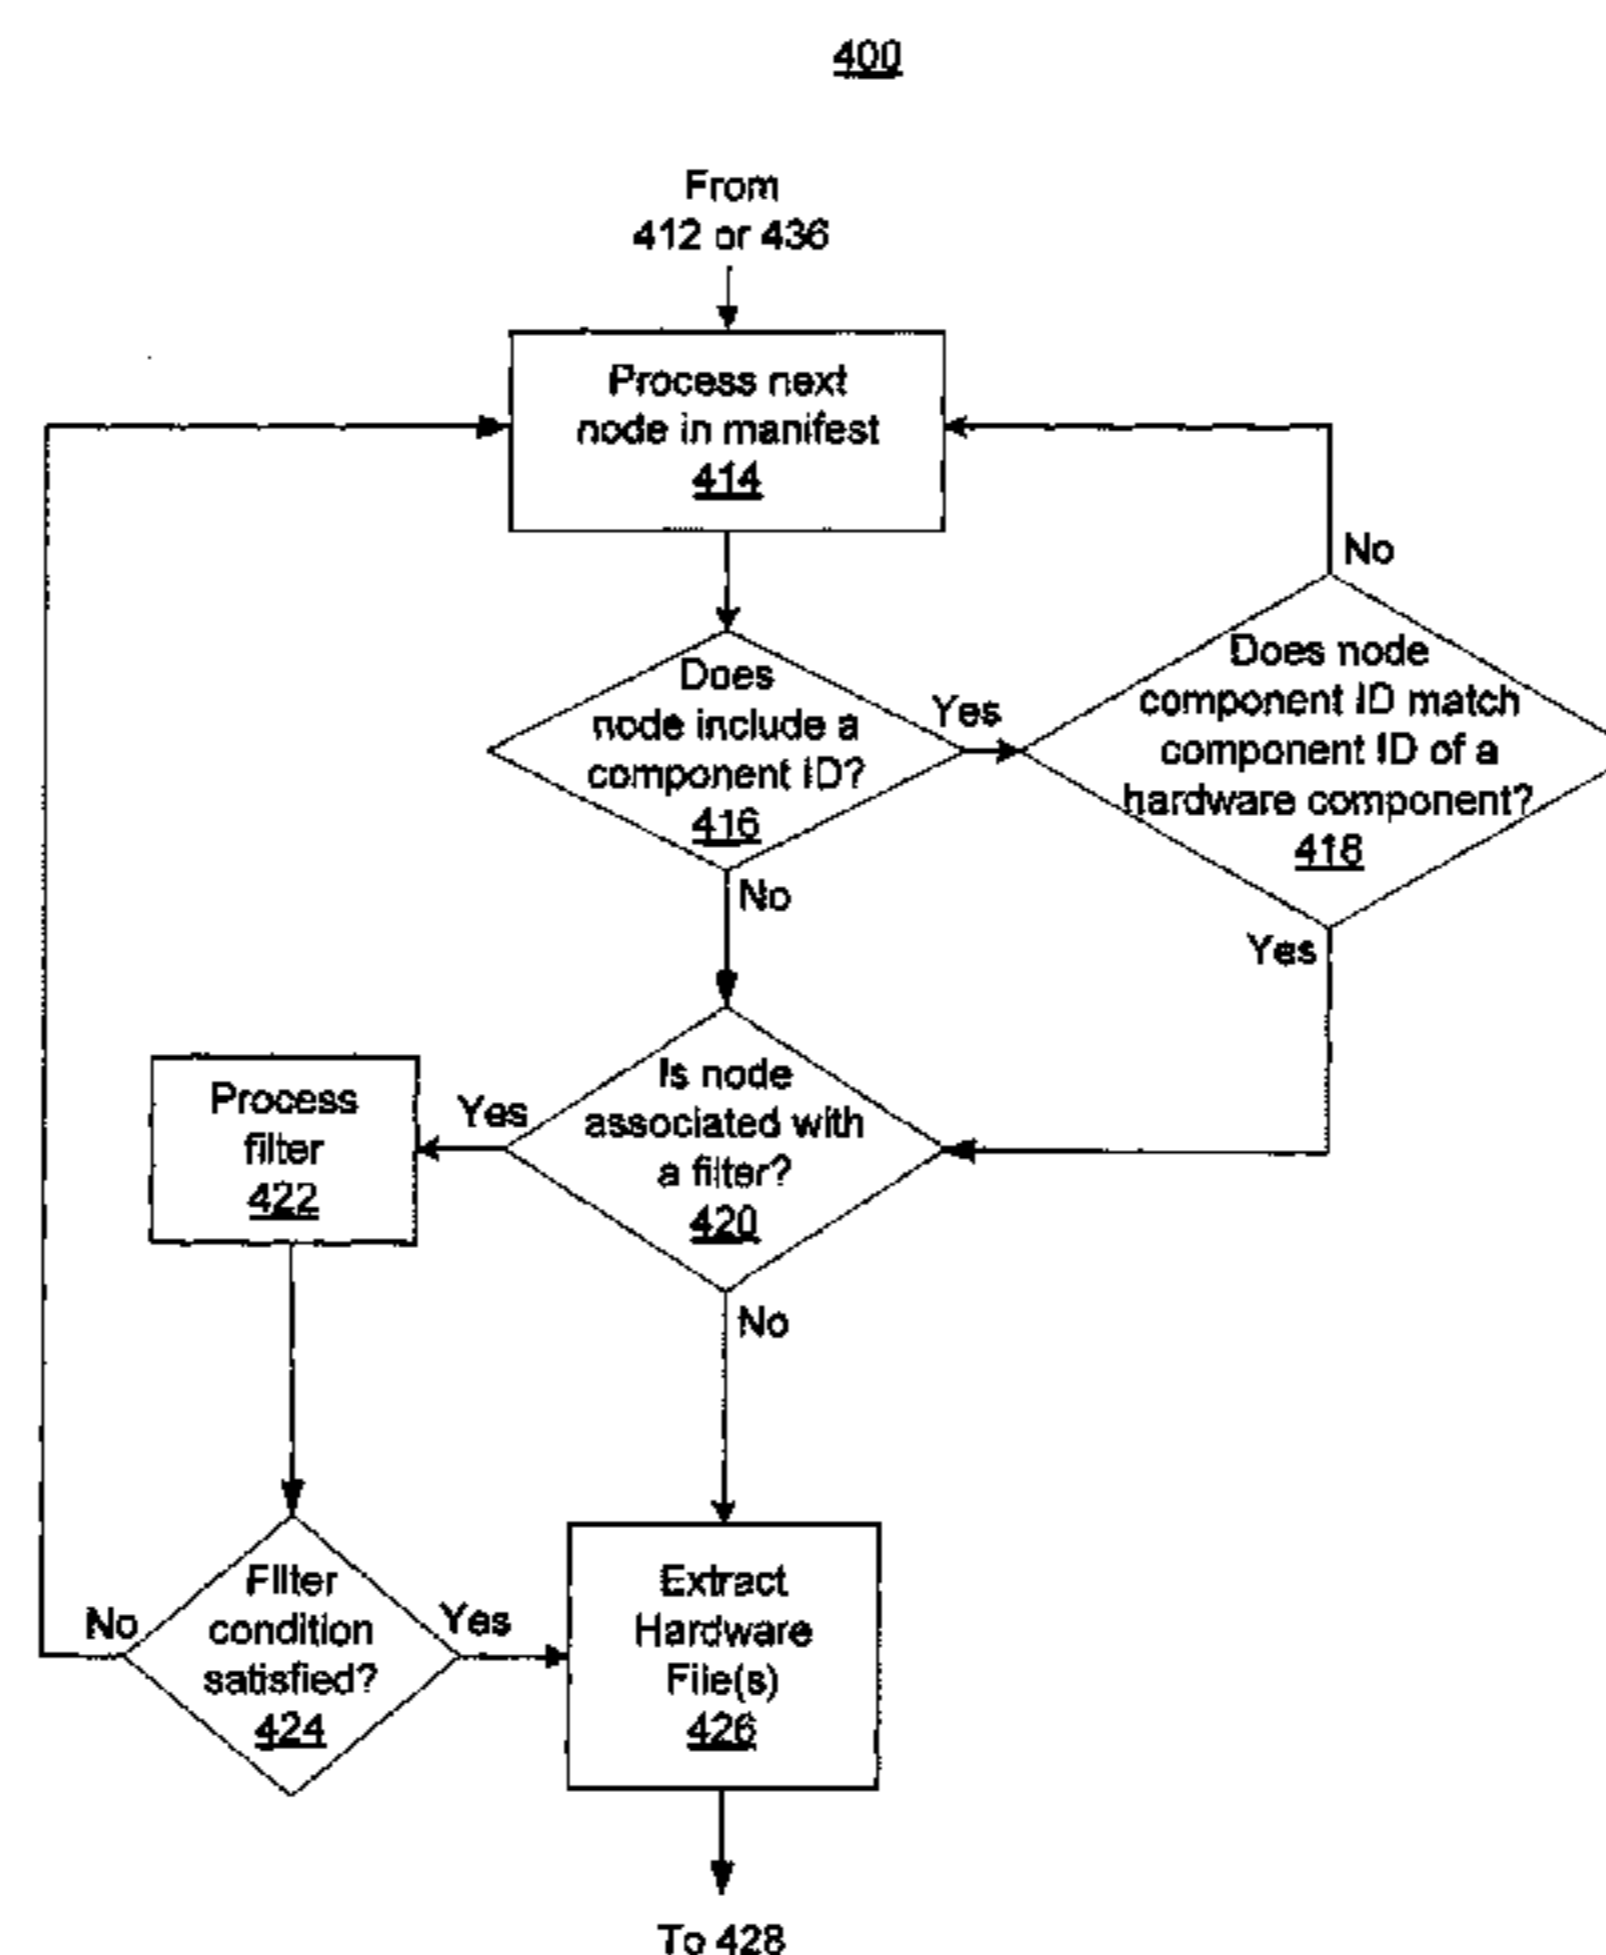 400
From
412 or 436
Process next
node in manifest
414
No
Does
node include a
component ID?
416
Yes
Does node
component ID match
component ID of a
hardware component?
418
No
Yes
Is node
associated with
a filter?
420
Yes
Process
filter
422
No
Filter
condition
satisfied?
424
No
Yes
Extract
Hardware
File(s)
426
To 428